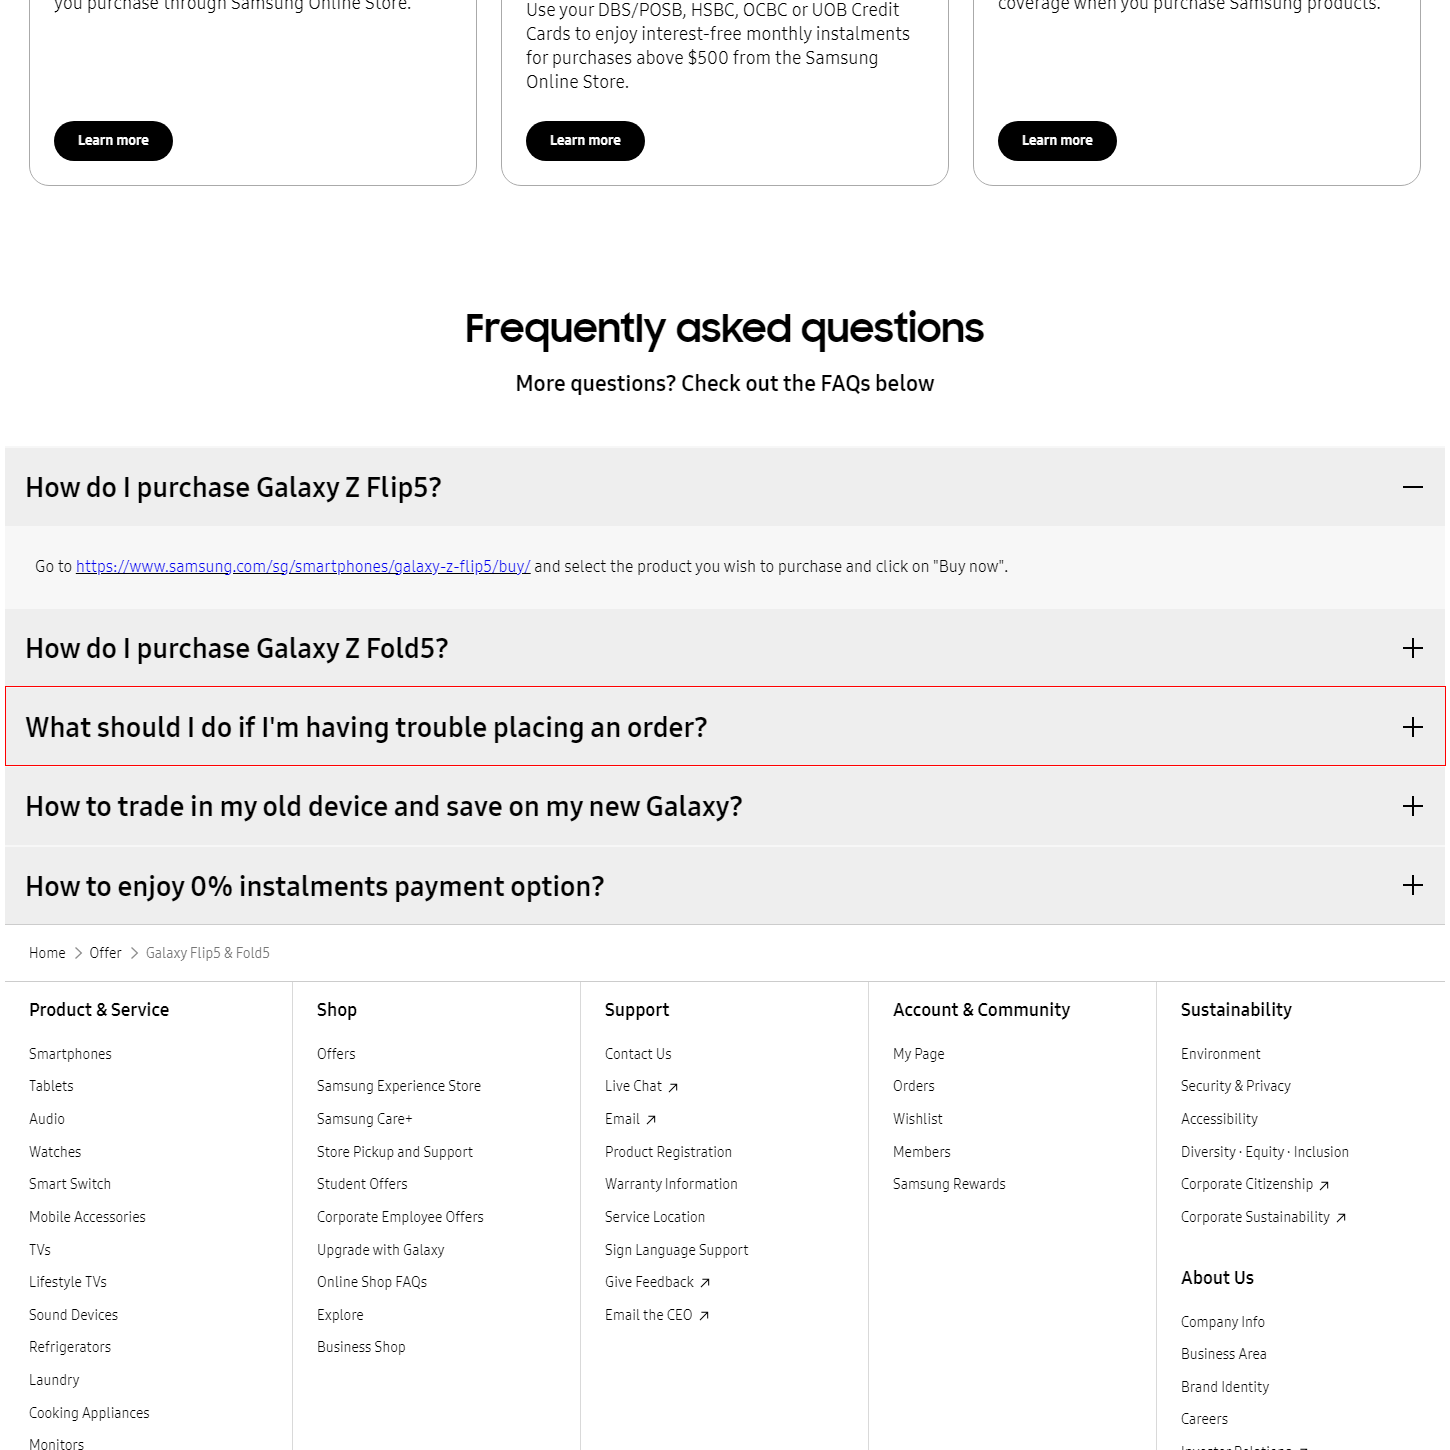 you purchase through Samsung Online Store.
Use your DBS/POSB, HSBC, OCBC or UOB Credit
Cards to enjoy interest-free monthly instalments
for purchases above $500 from the Samsung
Online Store.
coverage when you purchase Samsung products.
Learn more
Learn more
Learn more
Frequently asked questions
More questions? Check out the FAQs below
How do I purchase Galaxy Z Flip5?
Go to https://www.samsung.com/sg/smartphones/galaxy-z-flip5/buy/ and select the product you wish to purchase and click on "Buy now".
How do I purchase Galaxy Z Fold5?
What should I do if I'm having trouble placing an order?
How to trade in my old device and save on my new Galaxy?
How to enjoy 0% instalments payment option?
Home > Offer > Galaxy Flip5 & Fold5
Product & Service
Smartphones
Tablets
Audio
Watches
Smart Switch
Mobile Accessories
TVs
Lifestyle TVs
Sound Devices
Refrigerators
Laundry
Cooking Appliances
Monitors
Shop
Offers
Samsung Experience Store
Samsung Care+
Store Pickup and Support
Student Offers
Corporate Employee Offers
Upgrade with Galaxy
Online Shop FAQs
Explore
Business Shop
Support
Contact Us
Live Chat
Email
Product Registration
Warranty Information
Service Location
Sign Language Support
Give Feedback
Email the CEO
Account & Community
My Page
Orders
Wishlist
Members
Samsung Rewards
Sustainability
Environment
Security & Privacy
Accessibility
Diversity · Equity · Inclusion
Corporate Citizenship
Corporate Sustainability
About Us
Company Info
Business Area
Brand Identity
Careers
Investor Relations